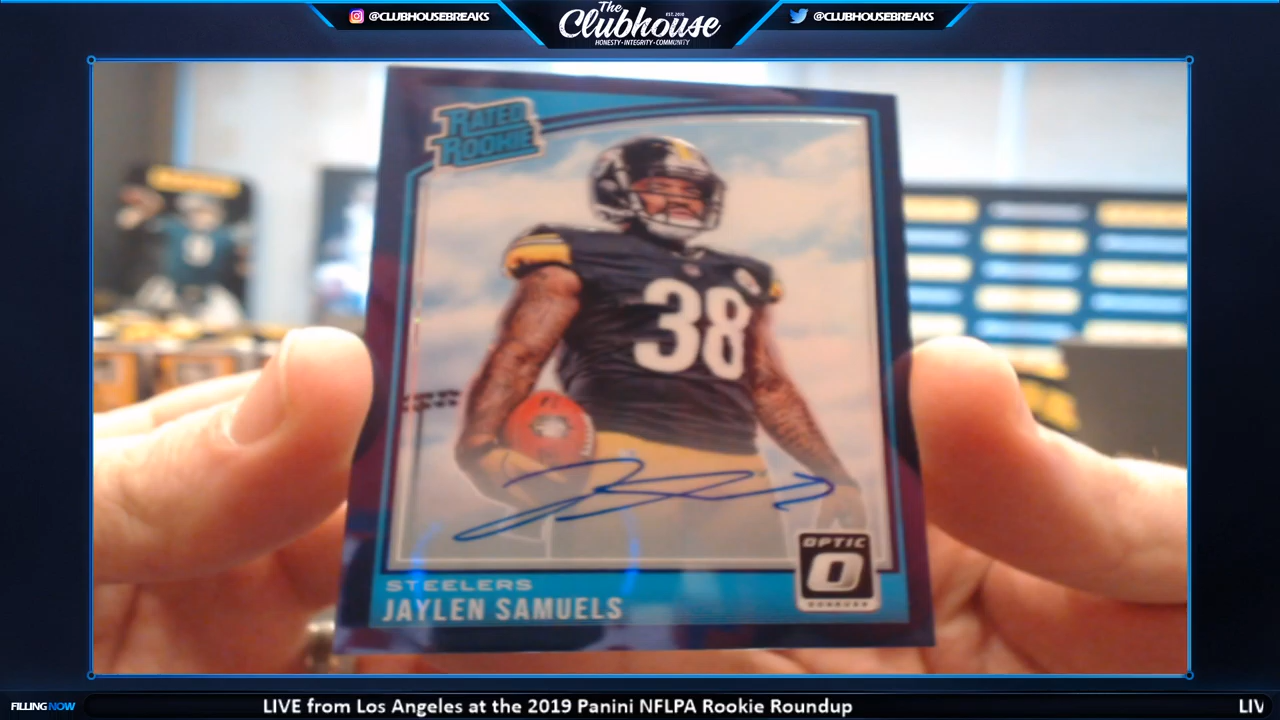 @CLUBHOUSEBREAKS
The
Clubhouse
EST. 2010
HONESTY • INTEGRITY • COMMUNITY
@CLUBHOUSEBREAKS
RATED
ROOKIE
38
OPTIC
O
DONRUSS
STEELERS
JAYLEN SAMUELS
FILLING NOW
LIVE from Los Angeles at the 2019 Panini NFLPA Rookie Roundup
LIV